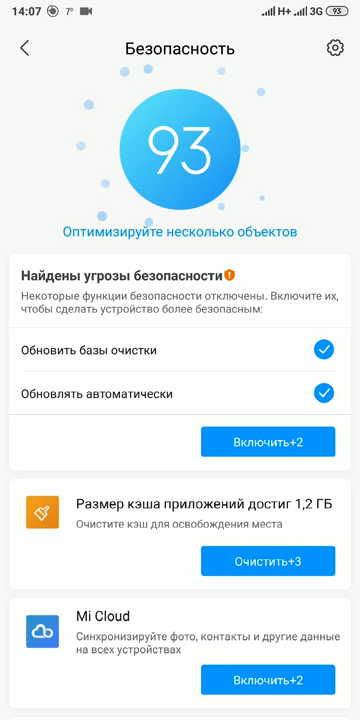 14:07 7° H+ 3G 93
Безопасность
93
Оптимизируйте несколько объектов
Найдены угрозы безопасности
Некоторые функции безопасности отключены. Включите их,
чтобы сделать устройство более безопасным:
Обновить базы очистки
Обновлять автоматически
Включить+2
Размер кэша приложений достиг 1,2 ГБ
Очистите кэш для освобождения места
Очистить+3
Mi Cloud
Синхронизируйте фото, контакты и другие данные
на всех устройствах
Включить+2